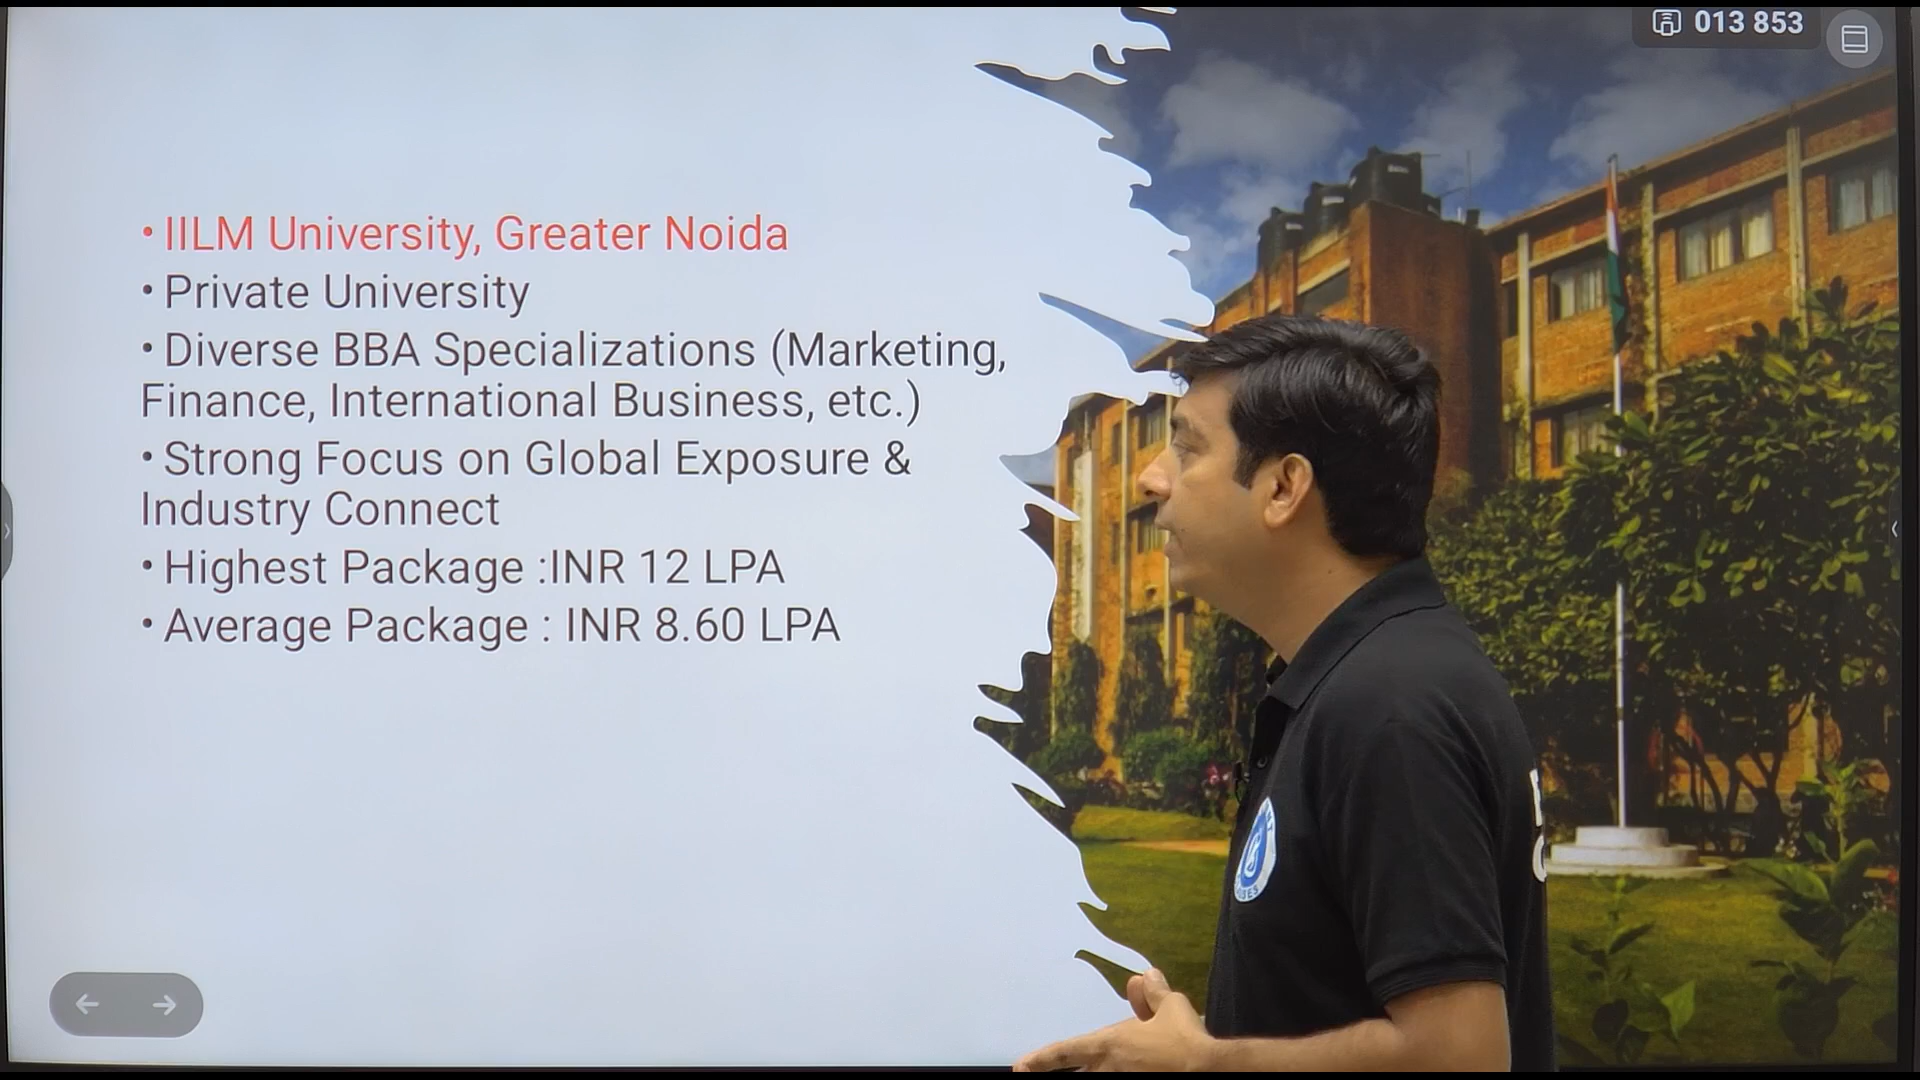 013 853
• IILM University, Greater Noida
• Private University
• Diverse BBA Specializations (Marketing,
Finance, International Business, etc.)
• Strong Focus on Global Exposure &
Industry Connect
• Highest Package :INR 12 LPA
• Average Package : INR 8.60 LPA